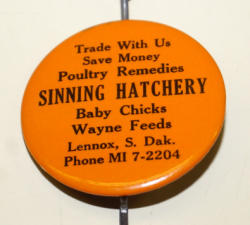 Trade With Us
Save Money
Poultry Remedies
SINNING HATCHERY
Baby Chicks
Wayne Feeds
Lennox, S. Dak.
Phone MI 7-2204